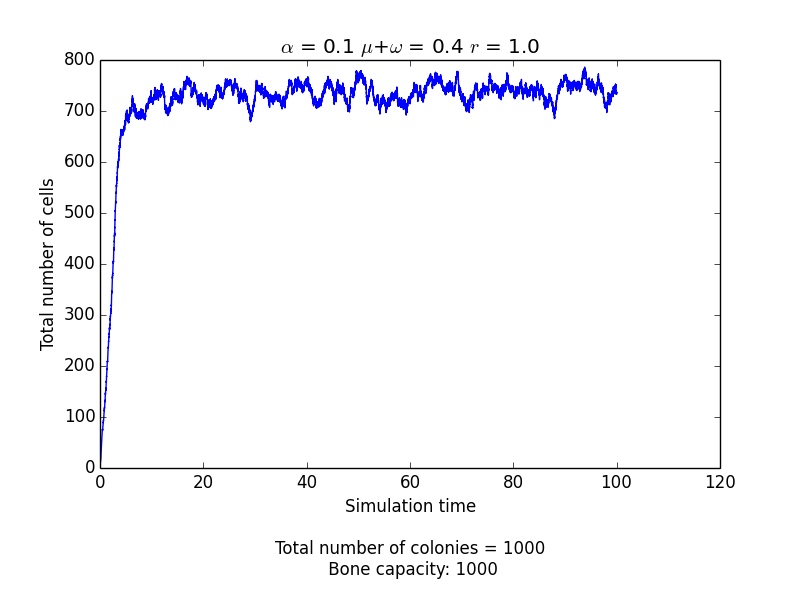 α = 0.1 μ+ω = 0.4 r = 1.0
800
700
600
500
400
300
200
100
0
Total number of cells
0 20 40 60 80 100 120
Simulation time
Total number of colonies = 1000
Bone capacity: 1000